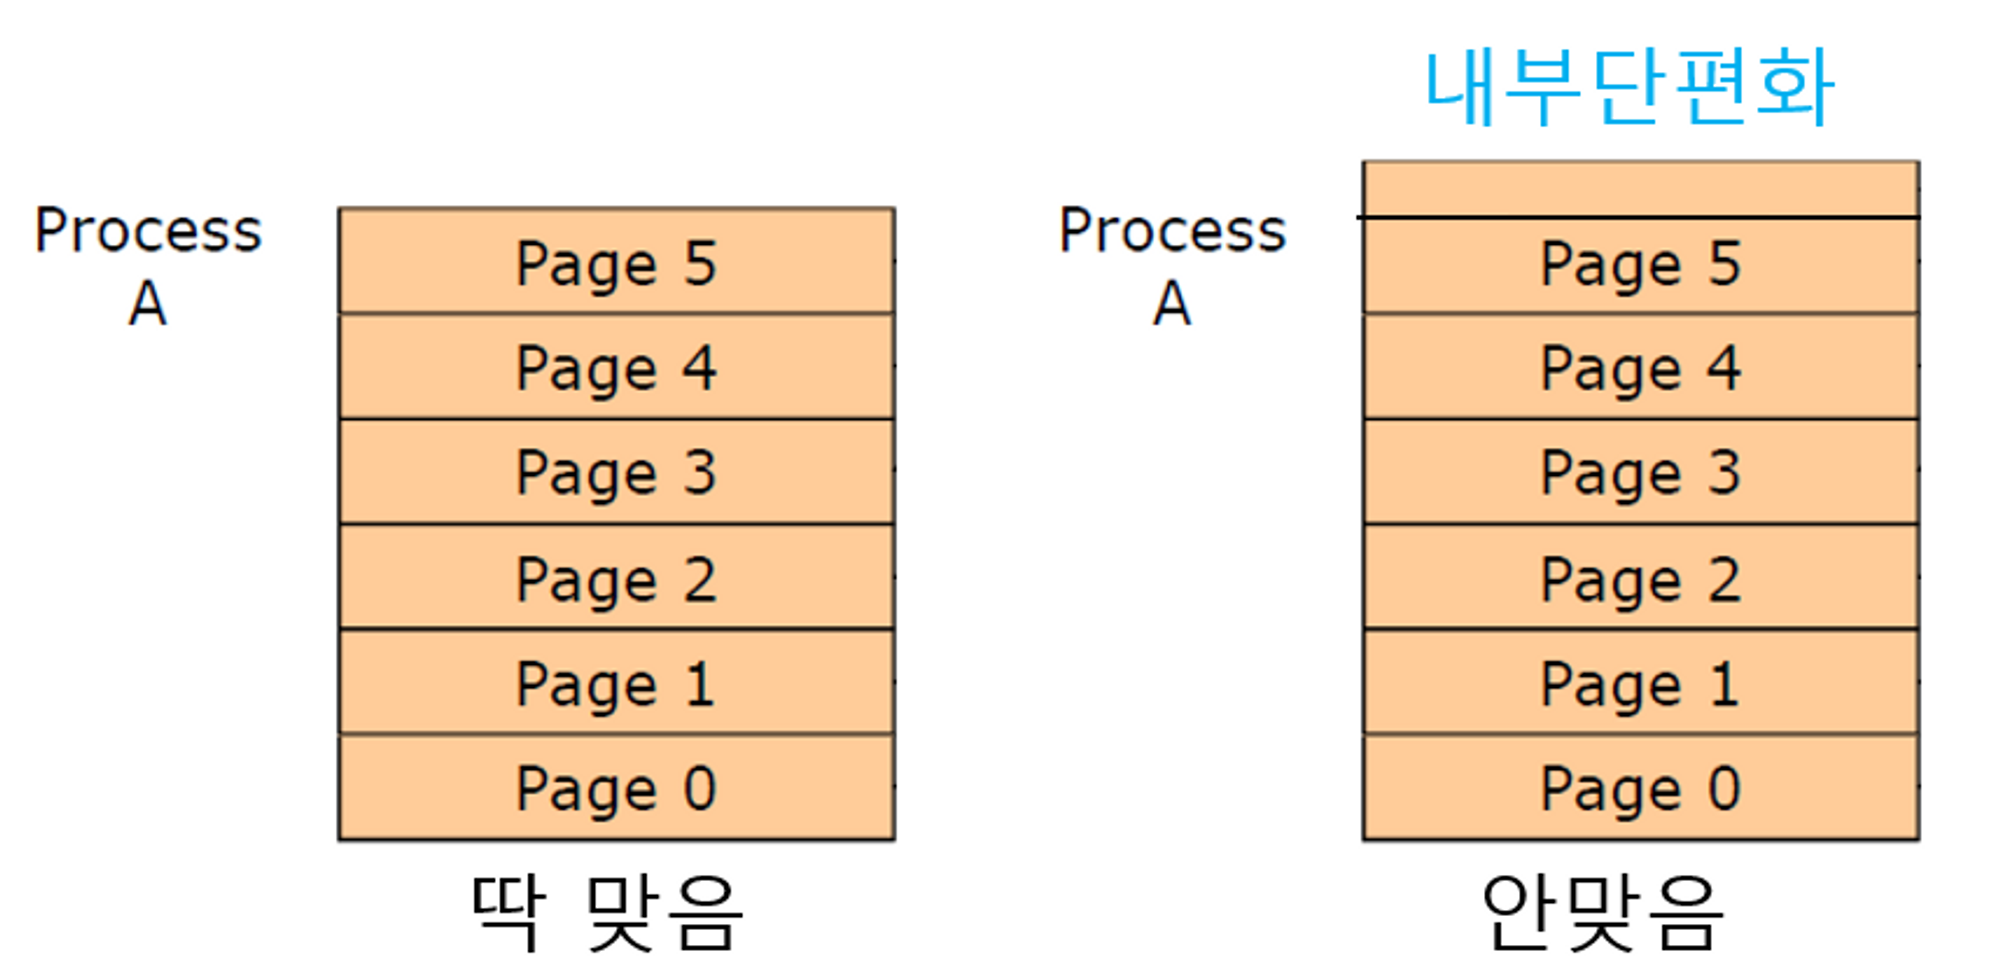 Process
A
Page 5
Page 4
Page 3
Page 2
Page 1
Page 0
딱 맞음
내부단편화
Process
A
Page 5
Page 4
Page 3
Page 2
Page 1
Page 0
안맞음